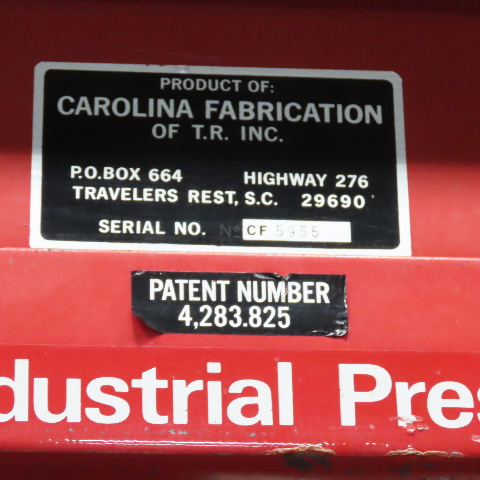 PRODUCT OF:
CAROLINA FABRICATION
OF T.R. INC.
P.O. BOX 664 HIGHWAY 276
TRAVELERS REST, S.C. 29690
SERIAL NO. Nº CF 5955
PATENT NUMBER
4,283.825
dustrial Pres